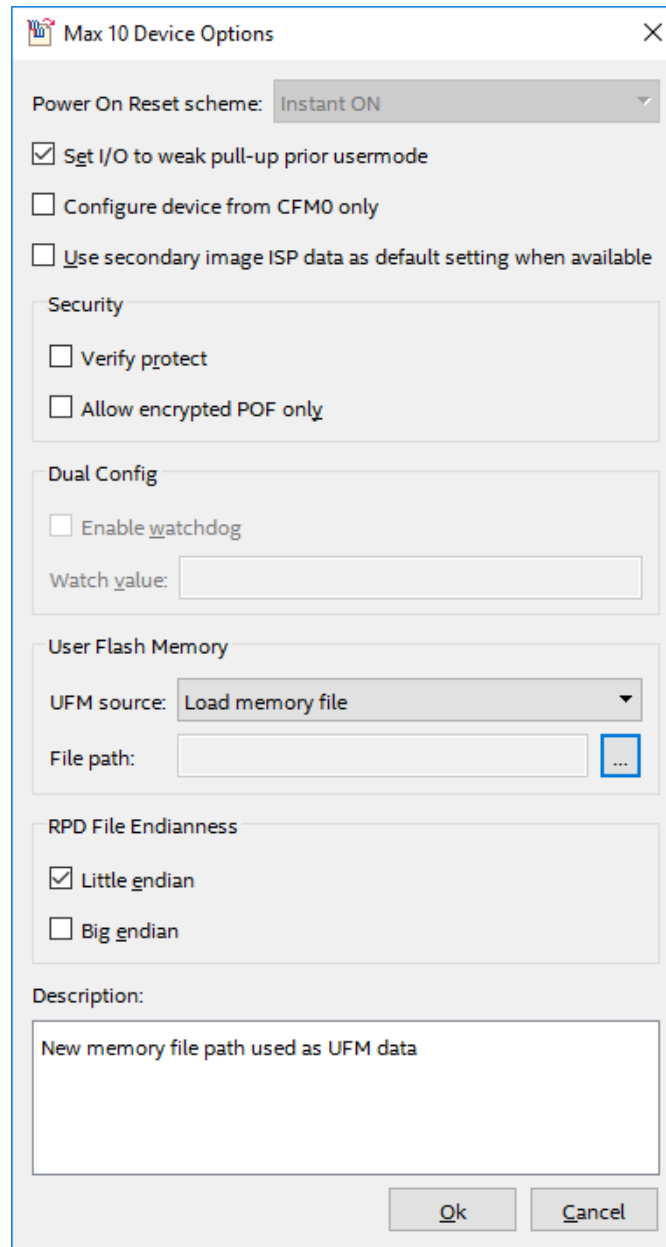 Max 10 Device Options
Power On Reset scheme: Instant ON
Set I/O to weak pull-up prior usermode
Configure device from CFM0 only
Use secondary image ISP data as default setting when available
Security
Verify protect
Allow encrypted POF only
Dual Config
Enable watchdog
Watch value:
User Flash Memory
UFM source: Load memory file
File path: ...
RPD File Endianness
Little endian
Big endian
Description:
New memory file path used as UFM data
Ok Cancel